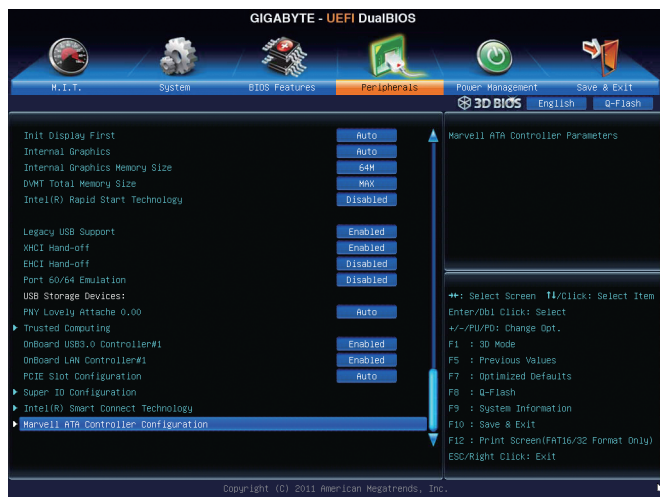 GIGABYTE - UEFI DualBIOS
M.I.T.
System
BIOS Features
Peripherals
Power Management
Save & Exit
3D BIOS
English
Q-Flash
Init Display First Auto
Internal Graphics Auto
Internal Graphics Memory Size 64M
DVMT Total Memory Size MAX
Intel(R) Rapid Start Technology Disabled
Legacy USB Support Enabled
XHCI Hand-off Enabled
EHCI Hand-off Disabled
Port 60/64 Emulation Disabled
USB Storage Devices:
PNY Lovely Attache 0.00 Auto
Trusted Computing
OnBoard USB3.0 Controller#1 Enabled
OnBoard LAN Controller#1 Enabled
PCIE Slot Configuration Auto
Super IO Configuration
Intel(R) Smart Connect Technology
Marvell ATA Controller Configuration
Marvell ATA Controller Parameters
→←: Select Screen ↑↓/Click: Select Item
Enter/Dbl Click: Select
+/-/PU/PD: Change Opt.
F1 : 3D Mode
F5 : Previous Values
F7 : Optimized Defaults
F8 : Q-Flash
F9 : System Information
F10 : Save & Exit
F12 : Print Screen(FAT16/32 Format Only)
ESC/Right Click: Exit
Copyright (C) 2011 American Megatrends, Inc.